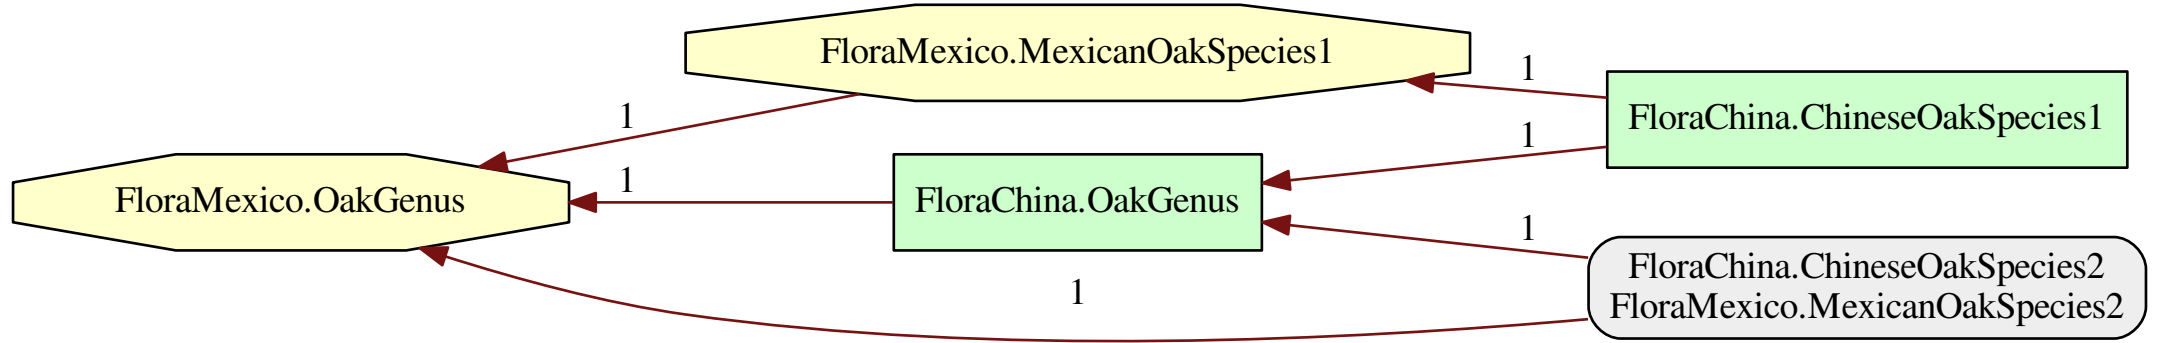 FloraMexico.MexicanOakSpecies1
1
FloraChina.ChineseOakSpecies1
1
1
1
FloraMexico.OakGenus
FloraChina.OakGenus
1
FloraChina.ChineseOakSpecies2
FloraMexico.MexicanOakSpecies2
1